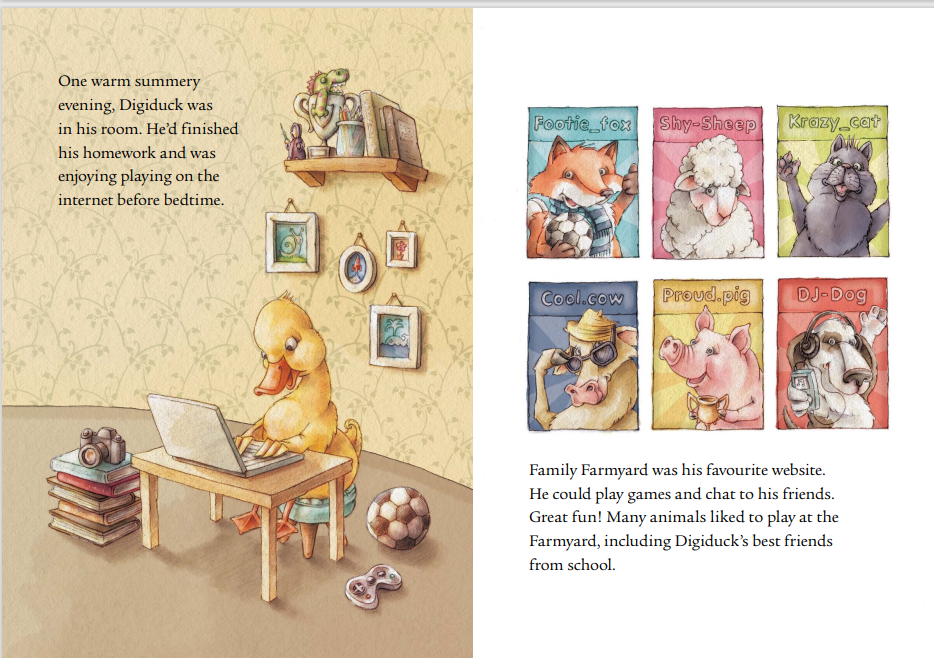 One warm summery
evening, Digiduck was
in his room. He’d finished
his homework and was
enjoying playing on the
internet before bedtime.
Footie_fox
Shy-Sheep
Krazy_cat
Cool.cow
Proud.pig
DJ-Dog
Family Farmyard was his favourite website.
He could play games and chat to his friends.
Great fun! Many animals liked to play at the
Farmyard, including Digiduck’s best friends
from school.